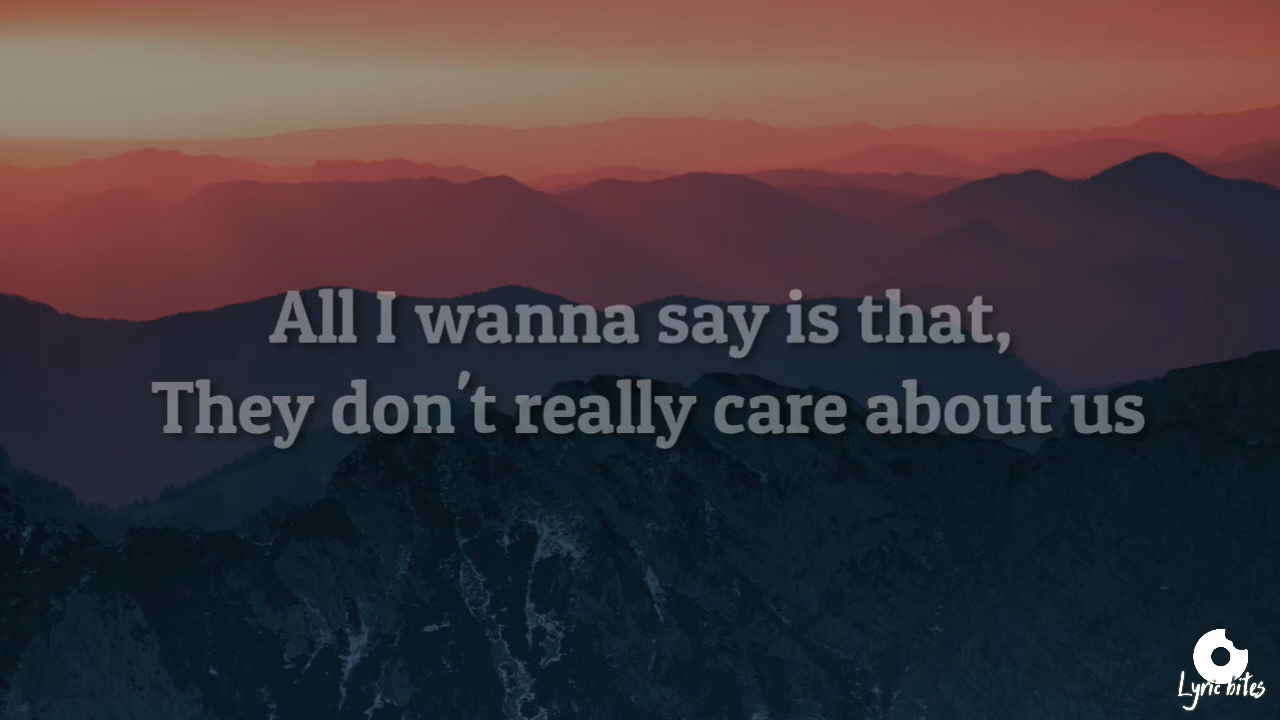 All I wanna say is that,
They don't really care about us
Lyric bites